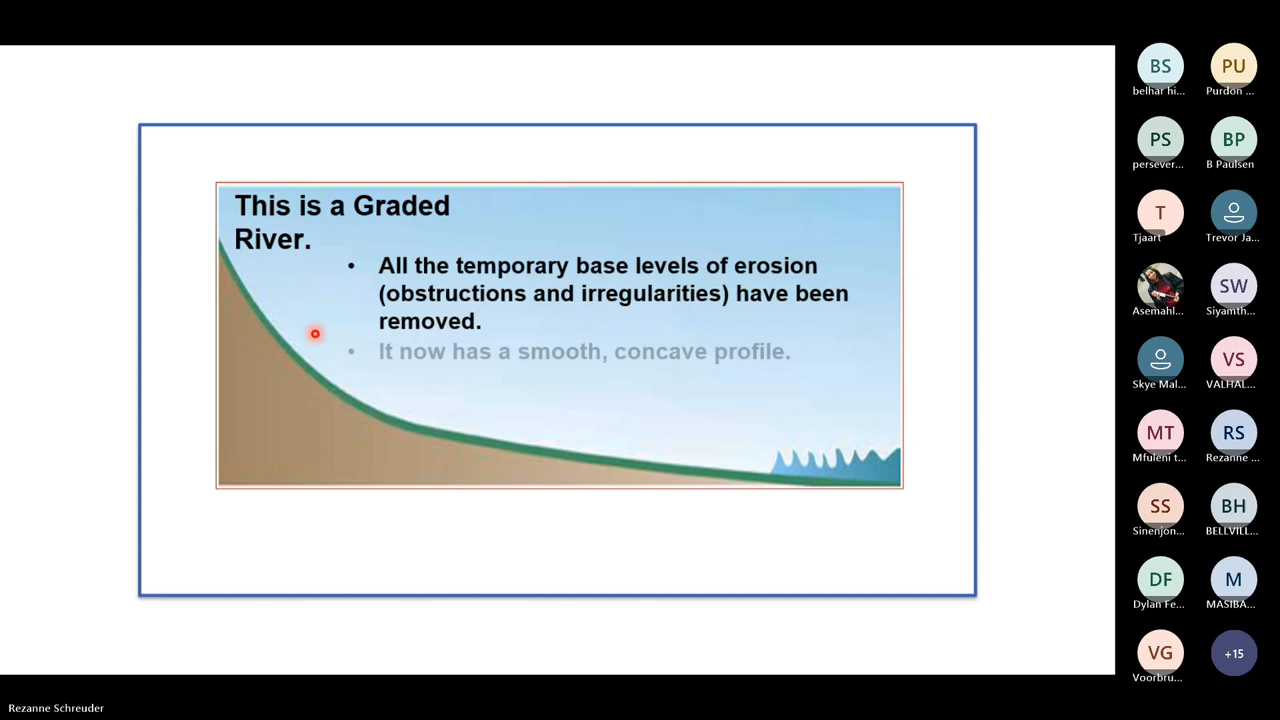 This is a Graded
River.
• All the temporary base levels of erosion
(obstructions and irregularities) have been
removed.
• It now has a smooth, concave profile.
BS PU
belhar hi... Purdon ...
PS BP
persever... B Paulsen
T
Tjaart Trevor Ja...
SW
Asemahl... Siyamth...
VS
Skye Mal... VALHAL...
MT RS
Mfuleni t... Rezanne ...
SS BH
Sinenjon... BELLVILL...
DF M
Dylan Fe... MASIBA...
VG +15
Voorbru...
Rezanne Schreuder